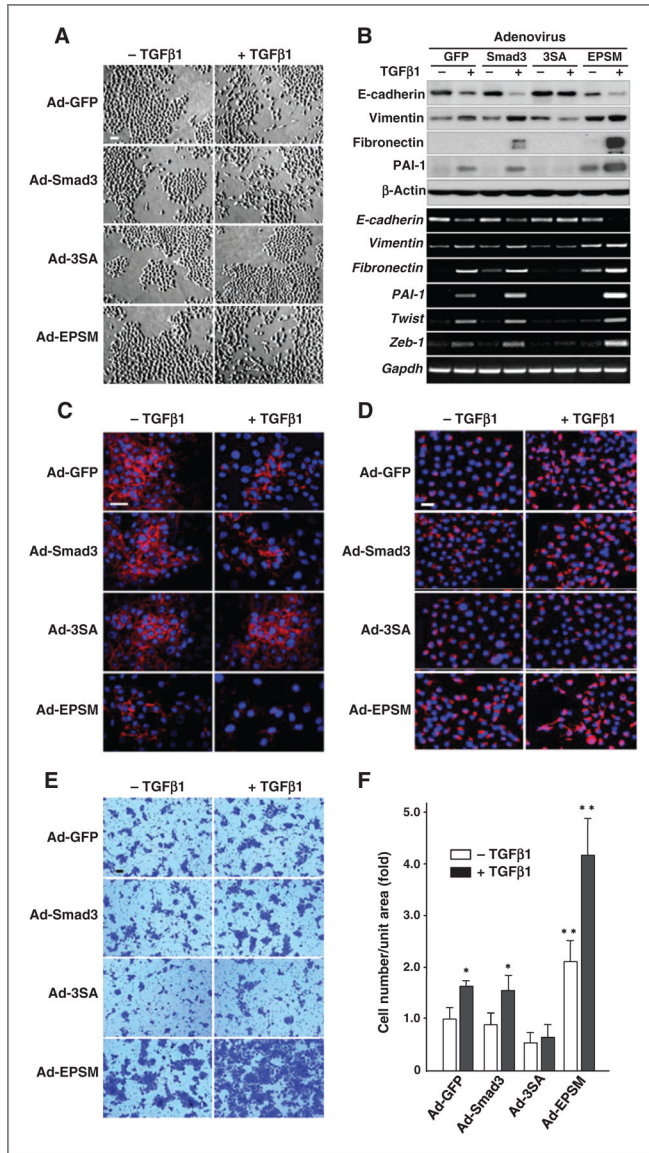 A
– TGFβ1 + TGFβ1
Ad-GFP
Ad-Smad3
Ad-3SA
Ad-EPSM
B
Adenovirus
GFP Smad3 3SA EPSM
TGFβ1 – + – + – + – +
E-cadherin
Vimentin
Fibronectin
PAI-1
β-Actin
E-cadherin
Vimentin
Fibronectin
PAI-1
Twist
Zeb-1
Gapdh
C
– TGFβ1 + TGFβ1
Ad-GFP
Ad-Smad3
Ad-3SA
Ad-EPSM
D
– TGFβ1 + TGFβ1
Ad-GFP
Ad-Smad3
Ad-3SA
Ad-EPSM
E
– TGFβ1 + TGFβ1
Ad-GFP
Ad-Smad3
Ad-3SA
Ad-EPSM
F
Cell number/unit area (fold)
5.0
4.0
5.0
2.0
1.0
0
– TGFβ1
+ TGFβ1
* * ** **
Ad-GFP
Ad-Smad3
Ad-3SA
Ad-EPSM